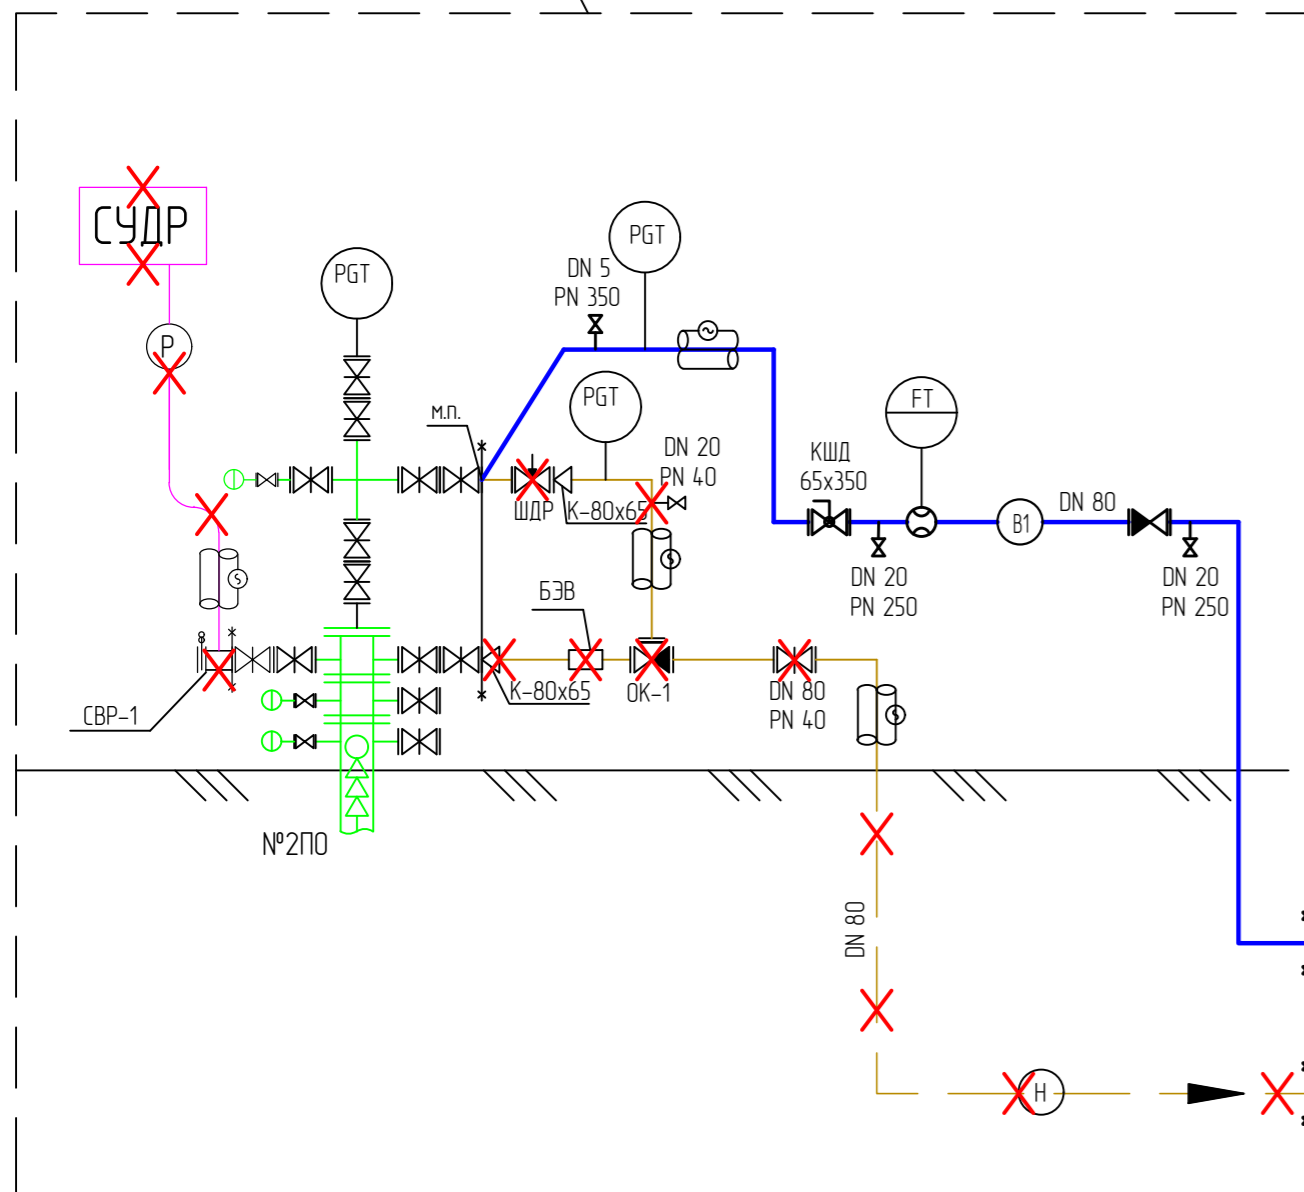 СУДР
P
PGT
DN 5
PN 350
PGT
PGT
м.п.
DN 20
PN 40
ШДР
К-80х65
FT
КШД
65х350
DN 20
PN 250
B1
DN 80
DN 20
PN 250
БЭВ
СВР-1
К-80х65
ОК-1
DN 80
PN 40
№2ПО
DN 80
Н